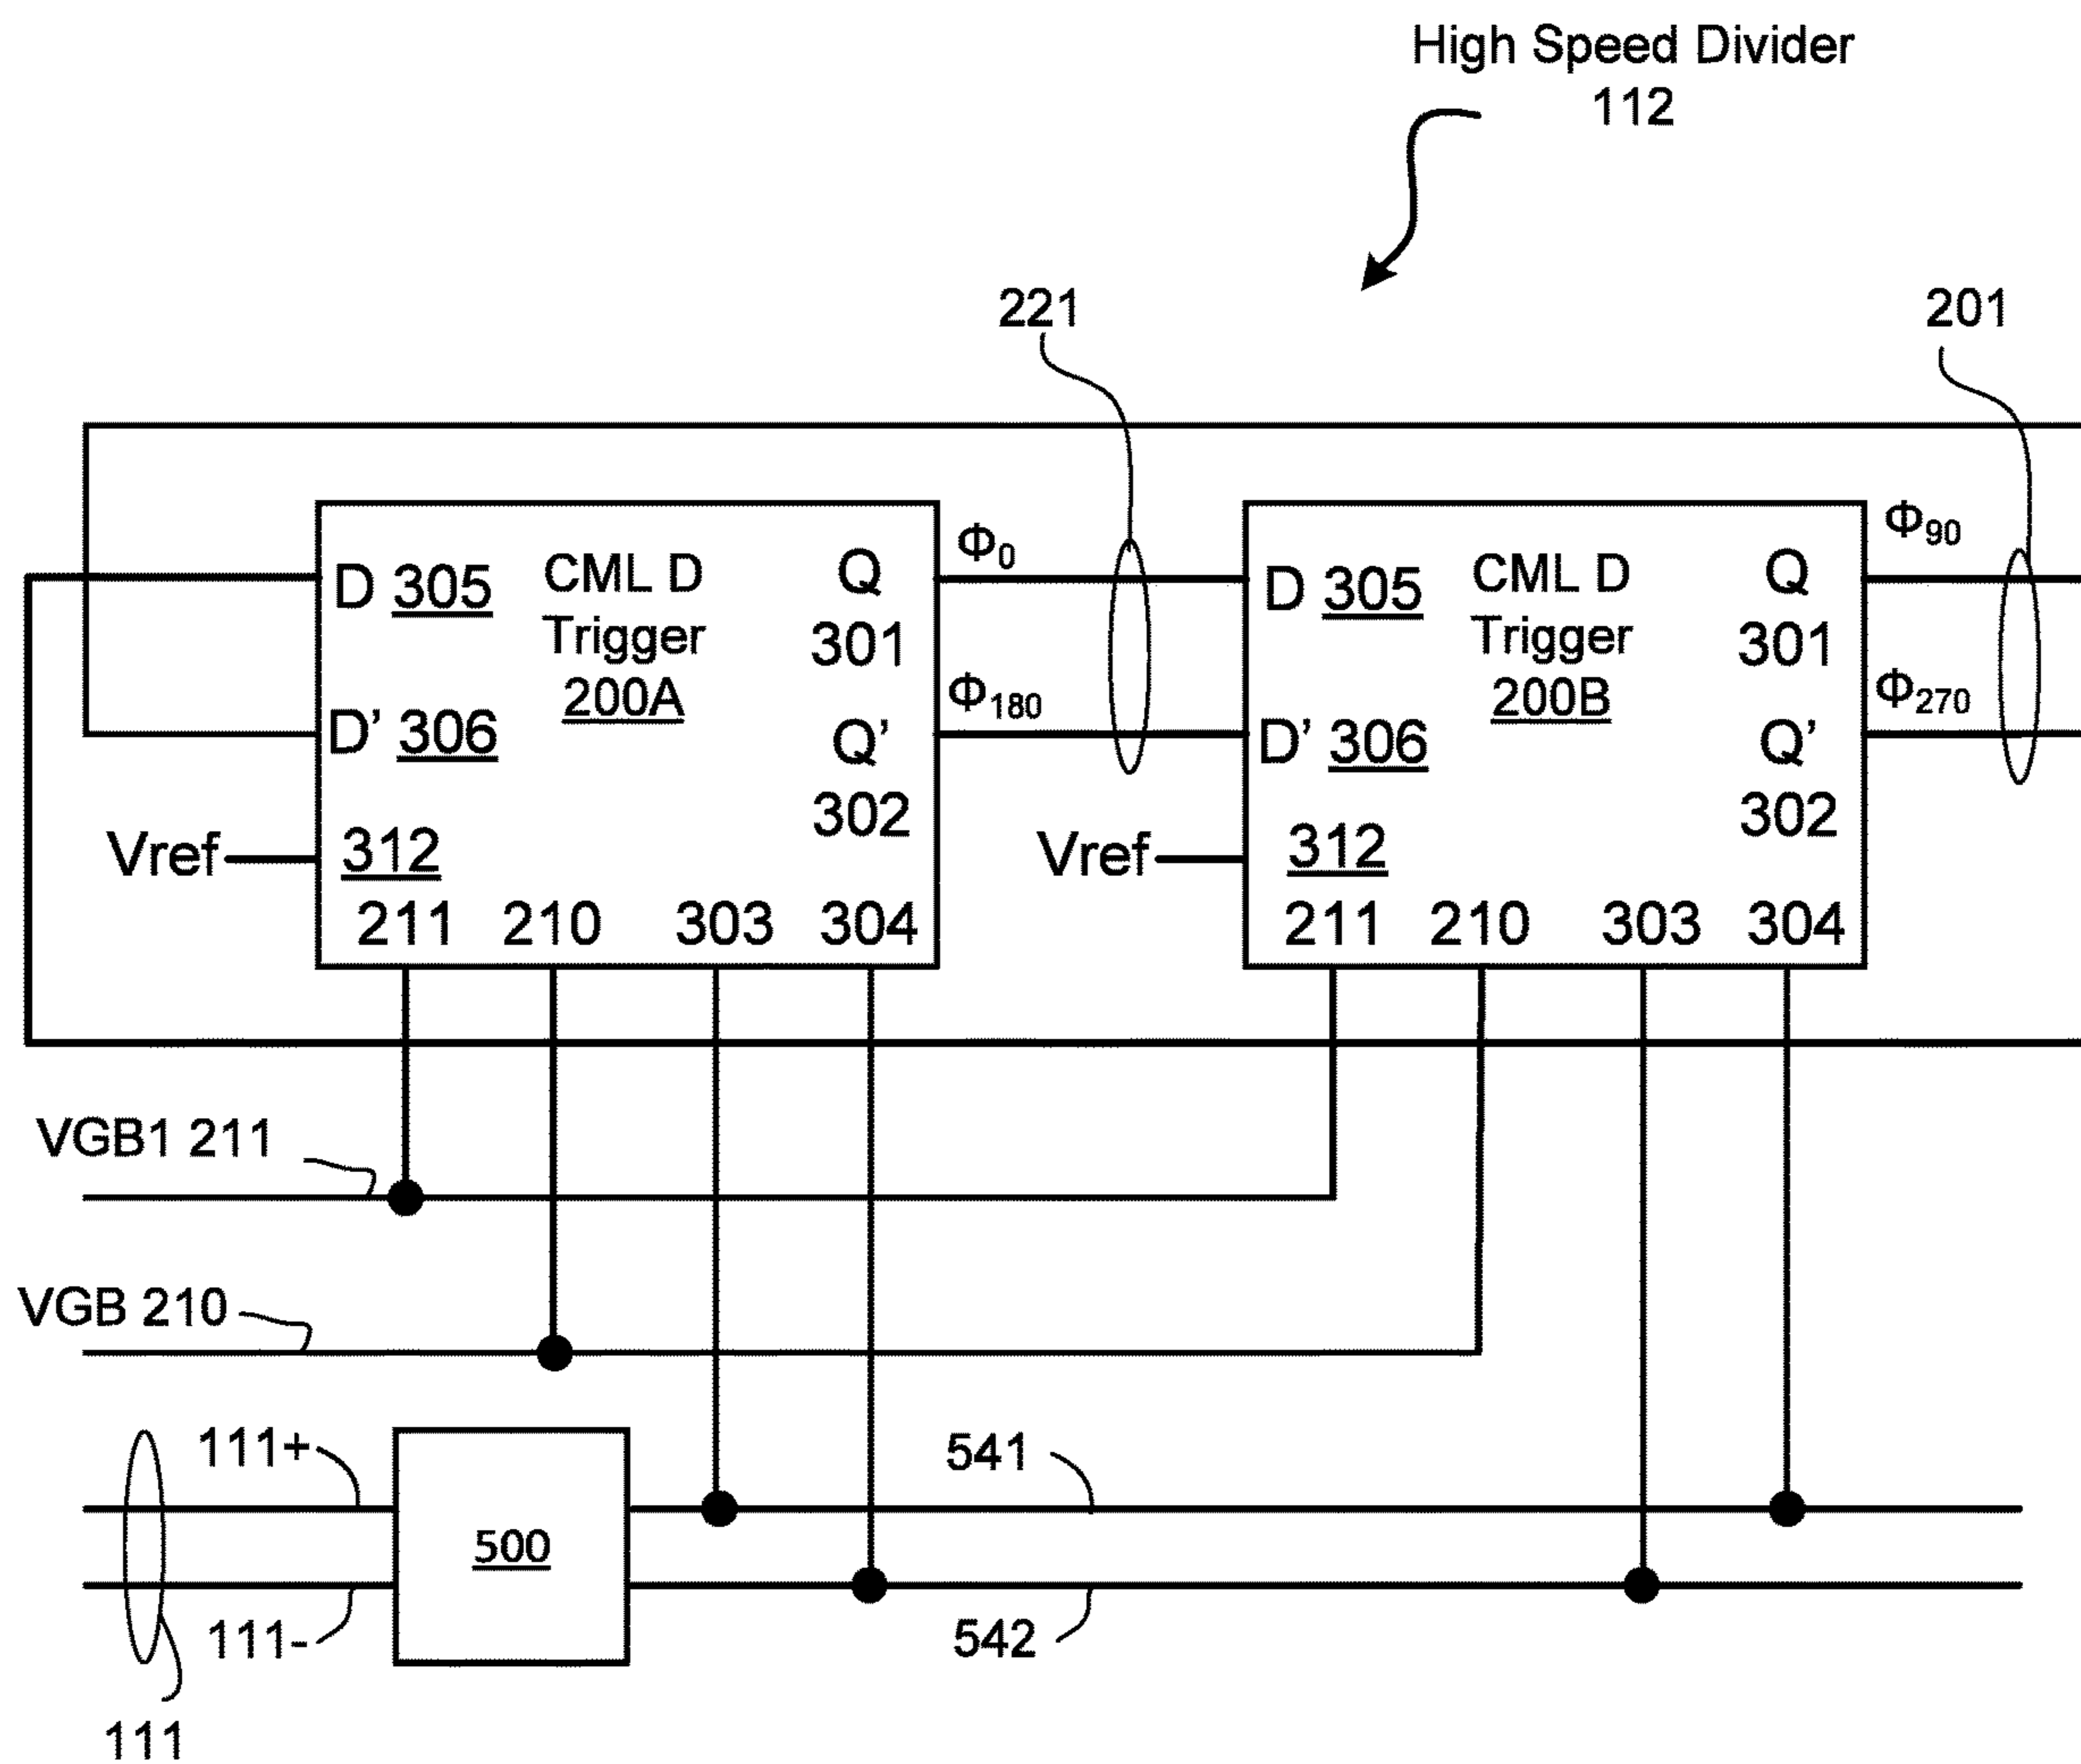 High Speed Divider
112
221
201
D 305
CML D
Trigger
200A
Q
301
D' 306
Q'
302
Vref
312
211 210 303 304
Φ0
Φ180
D 305
CML D
Trigger
200B
Q
301
D' 306
Q'
302
Vref
312
211 210 303 304
Φ90
Φ270
VGB1 211
VGB 210
111+
111-
111
500
541
542